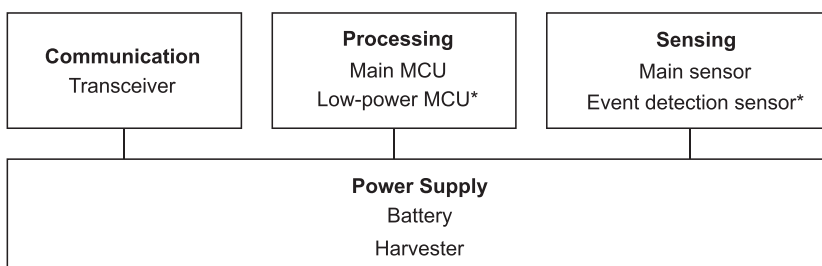 Communication
Transceiver
Processing
Main MCU
Low-power MCU*
Sensing
Main sensor
Event detection sensor*
Power Supply
Battery
Harvester